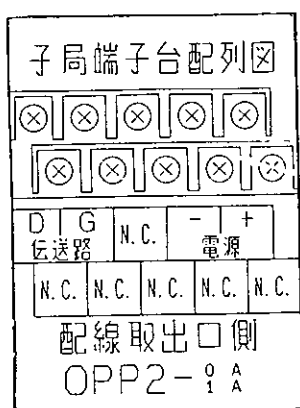 子局端子台配列図
D G N.C. - +
伝送路 電源
N.C. N.C. N.C. N.C. N.C.
配線取出口側
OPP2-0A
1A